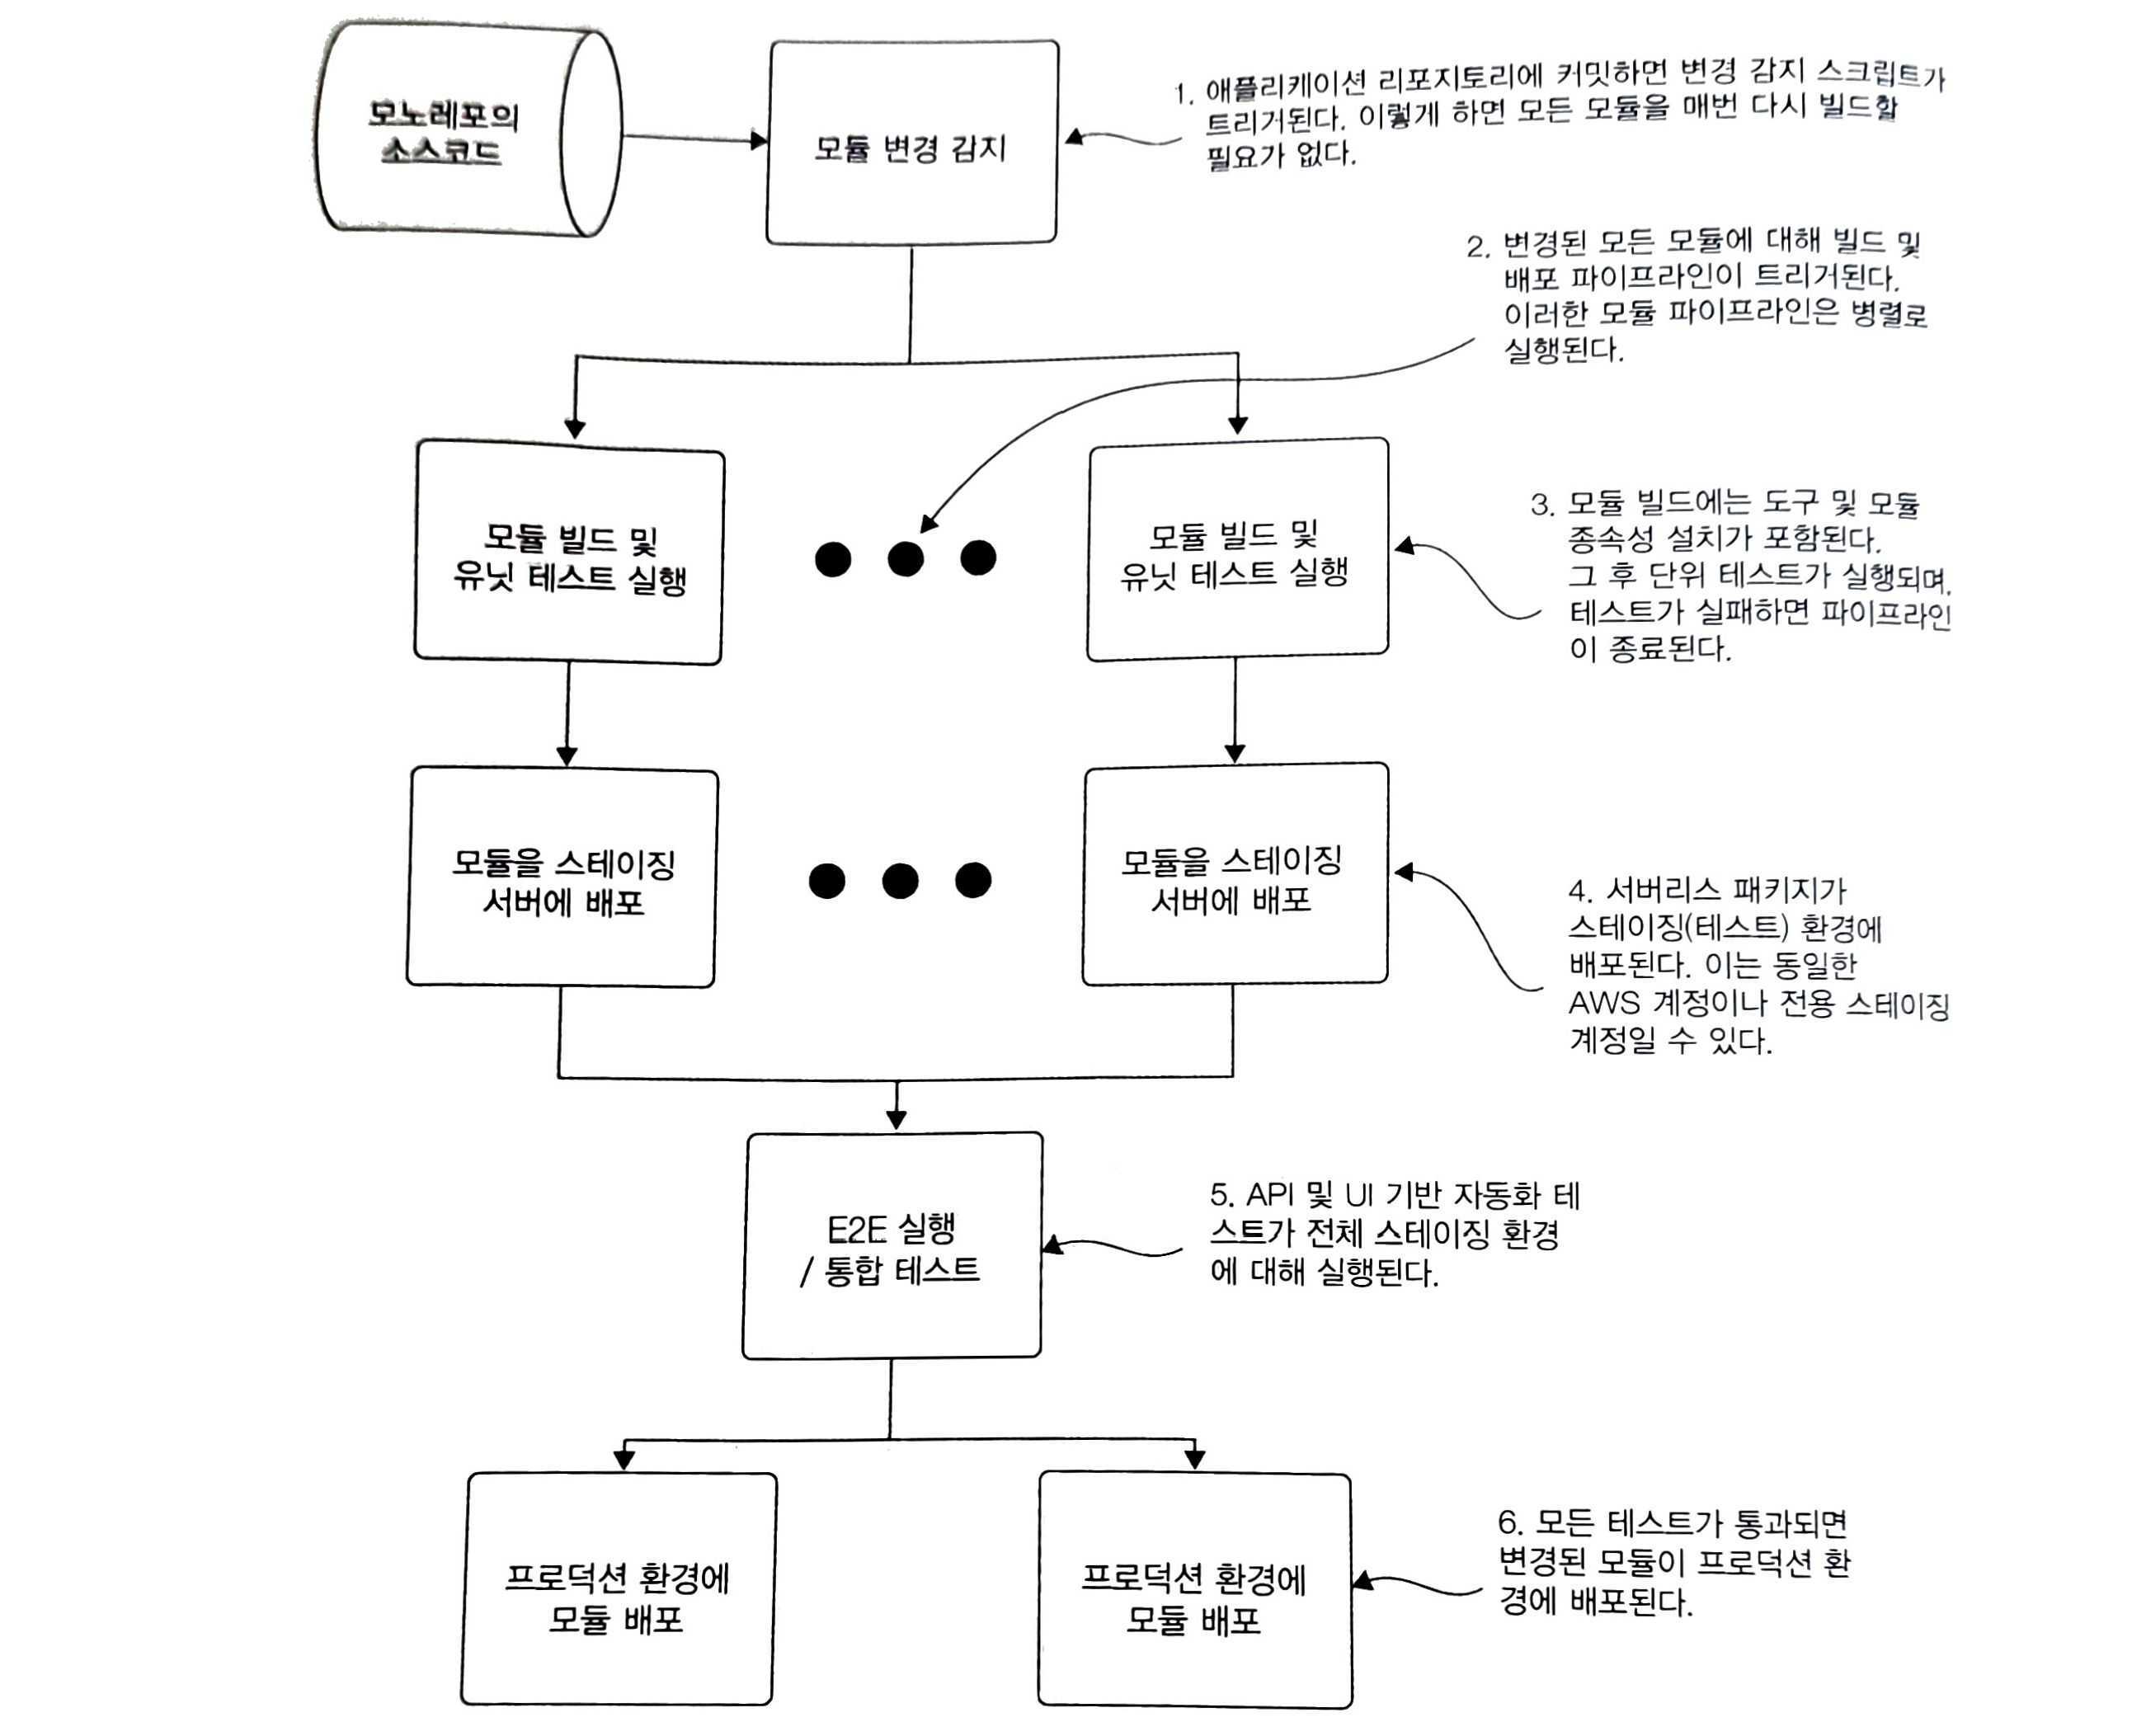 모노레포의
소스코드
모듈 변경 감지
1. 애플리케이션 리포지토리에 커밋하면 변경 감지 스크립트가
트리거된다. 이렇게 하면 모든 모듈을 매번 다시 빌드할
필요가 없다.
2. 변경된 모든 모듈에 대해 빌드 및
배포 파이프라인이 트리거된다.
이러한 모듈 파이프라인은 병렬로
실행된다.
모듈 빌드 및
유닛 테스트 실행
모듈 빌드 및
유닛 테스트 실행
3. 모듈 빌드에는 도구 및 모듈
종속성 설치가 포함된다.
그 후 단위 테스트가 실행되며,
테스트가 실패하면 파이프라인
이 종료된다.
모듈을 스테이징
서버에 배포
모듈을 스테이징
서버에 배포
4. 서버리스 패키지가
스테이징(테스트) 환경에
배포된다. 이는 동일한
AWS 계정이나 전용 스테이징
계정일 수 있다.
E2E 실행
/ 통합 테스트
5. API 및 UI 기반 자동화 테
스트가 전체 스테이징 환경
에 대해 실행된다.
프로덕션 환경에
모듈 배포
프로덕션 환경에
모듈 배포
6. 모든 테스트가 통과되면
변경된 모듈이 프로덕션 환
경에 배포된다.